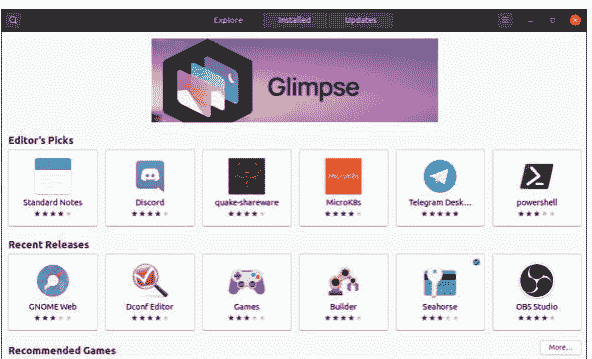 Explore Installed Updates
Glimpse
Editor's Picks
Standard Notes Discord quake-shareware MicroK8s Telegram Desk... powershell
Recent Releases
GNOME Web Dconf Editor Games Builder Seahorse OBS Studio
Recommended Games More...